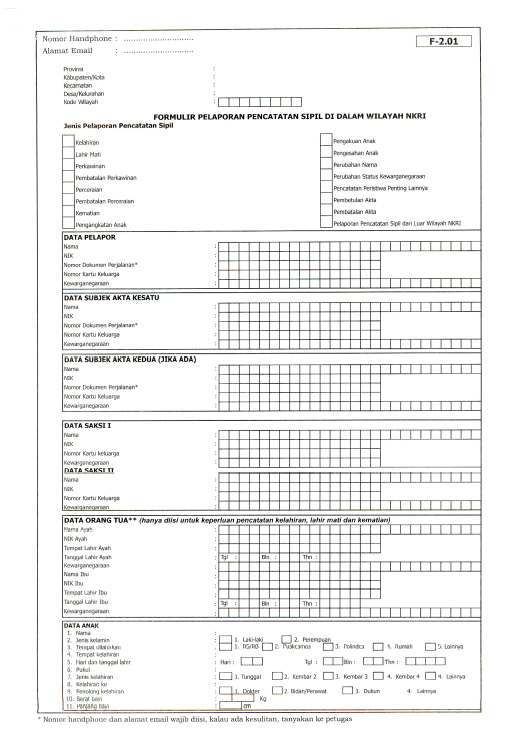 Nomor Handphone : .............................
F-2.01
Alamat Email : .............................
Provinsi :
Kabupaten/Kota :
Kecamatan :
Desa/Kelurahan :
Kode Wilayah :
FORMULIR PELAPORAN PENCATATAN SIPIL DI DALAM WILAYAH NKRI
Jenis Pelaporan Pencatatan Sipil
Kelahiran
Lahir Mati
Perkawinan
Pembatalan Perkawinan
Perceraian
Pembatalan Perceraian
Kematian
Pengangkatan Anak
Pengakuan Anak
Pengesahan Anak
Perubahan Nama
Perubahan Status Kewarganegaraan
Pencatatan Peristiwa Penting Lainnya
Pembetulan Akta
Pembatalan Akta
Pelaporan Pencatatan Sipil dari Luar Wilayah NKRI
DATA PELAPOR
Nama :
NIK :
Nomor Dokumen Perjalanan* :
Nomor Kartu Keluarga :
Kewarganegaraan :
DATA SUBJEK AKTA KESATU
Nama :
NIK :
Nomor Dokumen Perjalanan* :
Nomor Kartu Keluarga :
Kewarganegaraan :
DATA SUBJEK AKTA KEDUA (JIKA ADA)
Nama :
NIK :
Nomor Dokumen Perjalanan* :
Nomor Kartu Keluarga :
Kewarganegaraan :
DATA SAKSI I
Nama :
NIK :
Nomor Kartu keluarga :
Kewarganegaraan :
DATA SAKSI II
Nama :
NIK :
Nomor Kartu Keluarga :
Kewarganegaraan :
DATA ORANG TUA** (hanya diisi untuk keperluan pencatatan kelahiran, lahir mati dan kematian)
Nama Ayah :
NIK Ayah :
Tempat Lahir Ayah :
Tanggal Lahir Ayah : Tgl : Bln : Thn :
Kewarganegaraan :
Nama Ibu :
NIK Ibu :
Tempat Lahir Ibu :
Tanggal Lahir Ibu : Tgl : Bln : Thn :
Kewarganegaraan :
DATA ANAK
1. Nama :
2. Jenis kelamin : 1. Laki-laki 2. Perempuan
3. Tempat dilahirkan : 1. RS/RB 2. Puskesmas 3. Polindes 4. Rumah 5. Lainnya
4. Tempat kelahiran :
5. Hari dan tanggal lahir : Hari : Tgl : Bln : Thn :
6. Pukul :
7. Jenis kelahiran : 1. Tunggal 2. Kembar 2 3. Kembar 3 4. Kembar 4 4. Lainnya
8. Kelahiran ke :
9. Penolong kelahiran : 1. Dokter 2. Bidan/Perawat 3. Dukun 4. Lainnya
10. Berat bayi : Kg
11. Panjang bayi : cm
* Nomor handphone dan alamat email wajib diisi, kalau ada kesulitan, tanyakan ke petugas